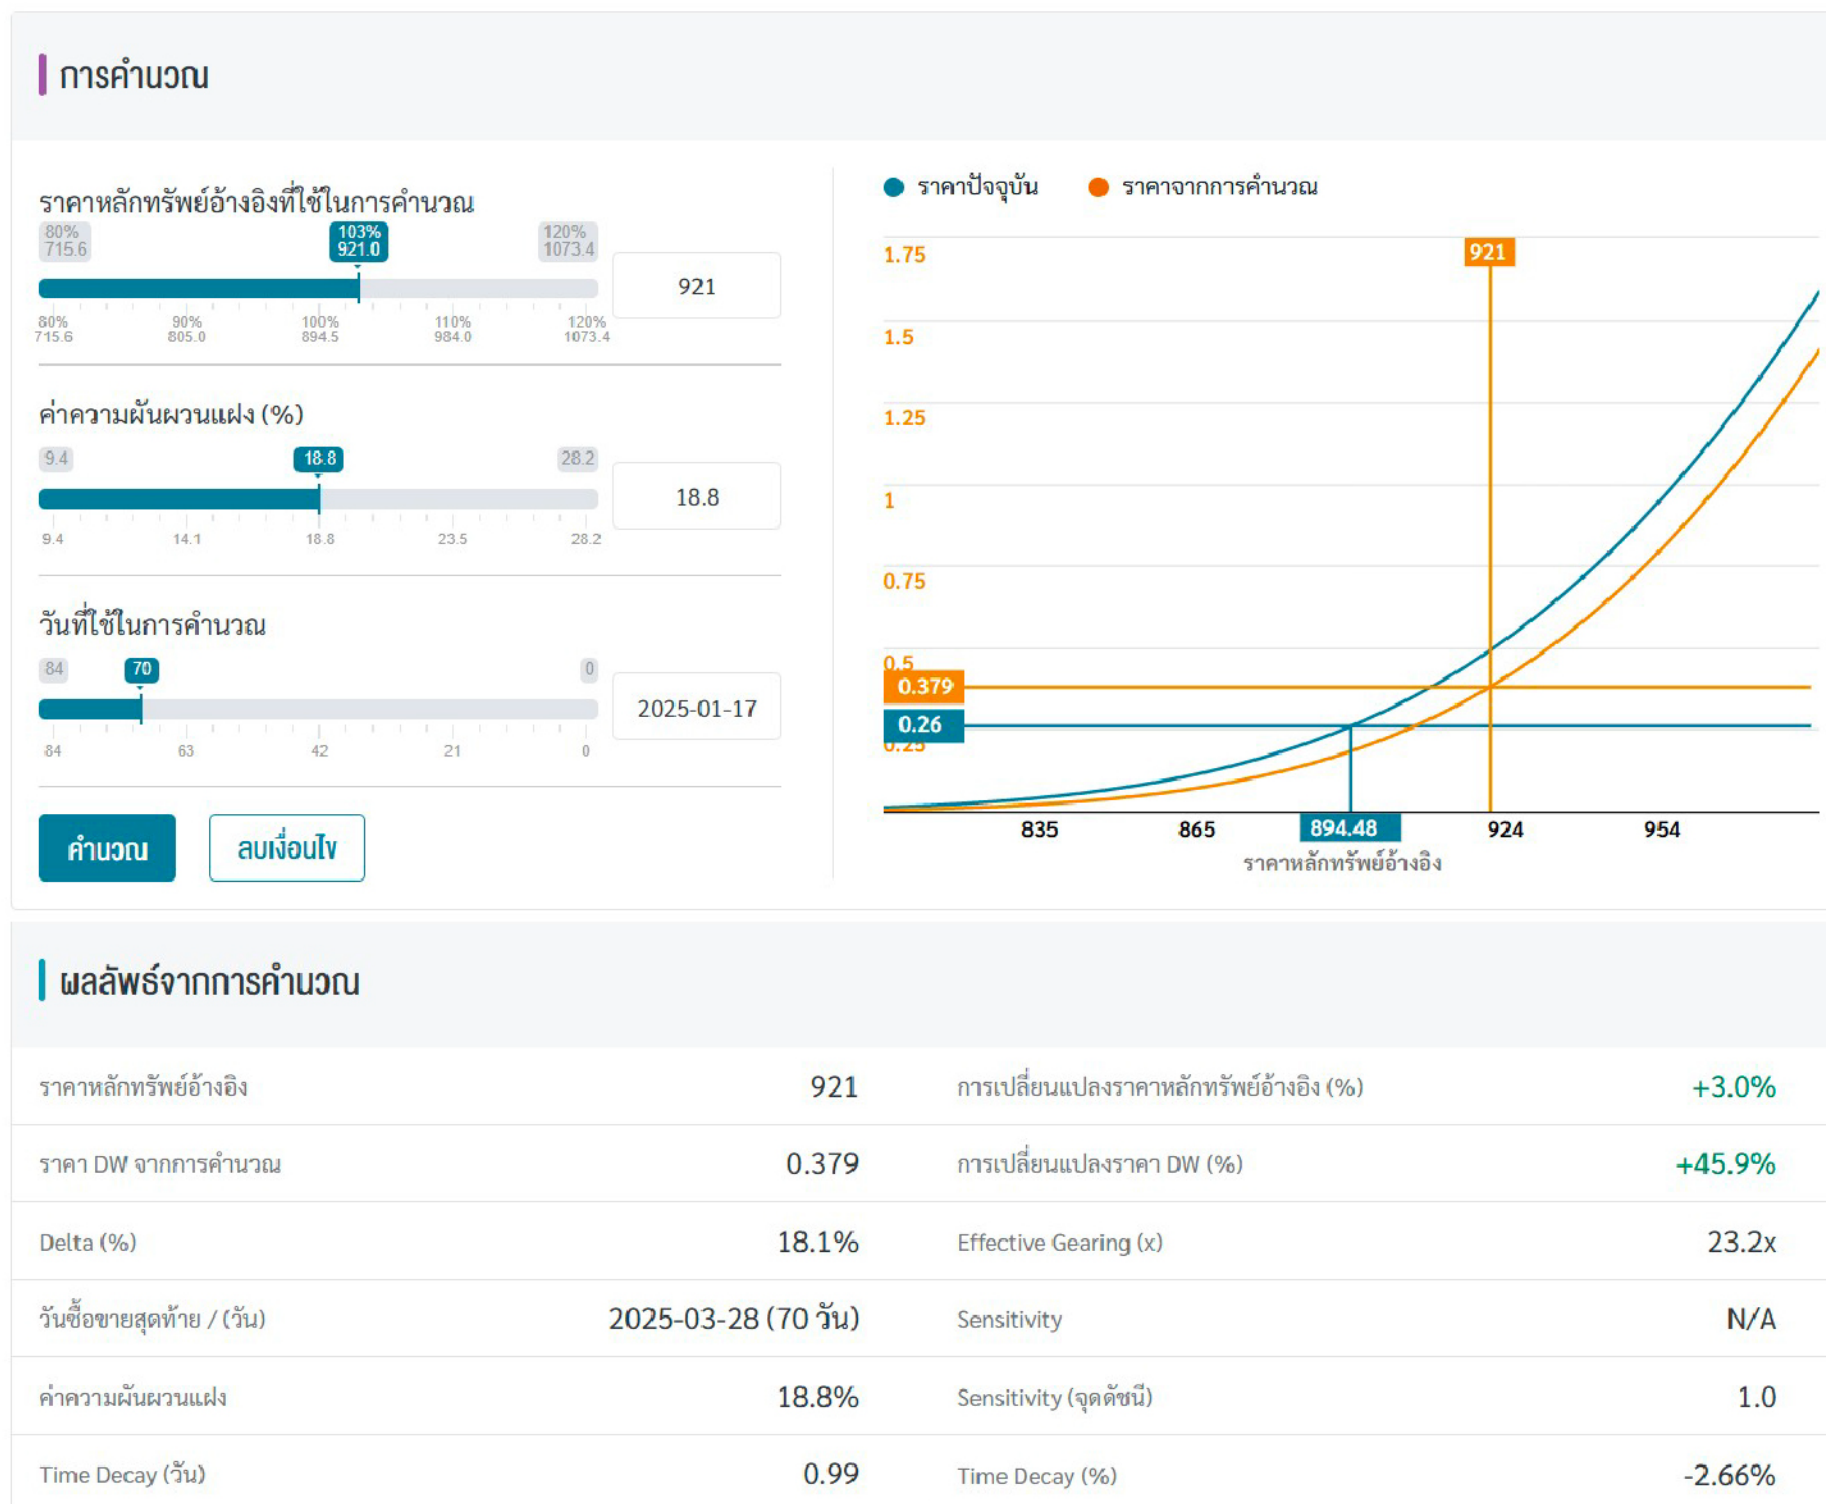 การคำนวณ
ราคาหลักทรัพย์อ้างอิงที่ใช้ในการคำนวณ
80% 103% 120%
715.6 921.0 1073.4
921
80% 90% 100% 110% 120%
715.6 805.0 894.5 984.0 1073.4
ค่าความผันผวนแฝง (%)
9.4 18.8 28.2
18.8
9.4 14.1 18.8 23.5 28.2
วันที่ใช้ในการคำนวณ
84 70 0
2025-01-17
84 63 42 21 0
คำนวณ ลบเงื่อนไข
ราคาปัจจุบัน ราคาจากการคำนวณ
1.75
921
1.5
1.25
1
0.75
0.5
0.379
0.26
0.25
835 865 894.48 924 954
ราคาหลักทรัพย์อ้างอิง
ผลลัพธ์จากการคำนวณ
ราคาหลักทรัพย์อ้างอิง 921 การเปลี่ยนแปลงราคาหลักทรัพย์อ้างอิง (%) +3.0%
ราคา DW จากการคำนวณ 0.379 การเปลี่ยนแปลงราคา DW (%) +45.9%
Delta (%) 18.1% Effective Gearing (x) 23.2x
วันซื้อขายสุดท้าย / (วัน) 2025-03-28 (70 วัน) Sensitivity N/A
ค่าความผันผวนแฝง 18.8% Sensitivity (จุดดัชนี) 1.0
Time Decay (วัน) 0.99 Time Decay (%) -2.66%